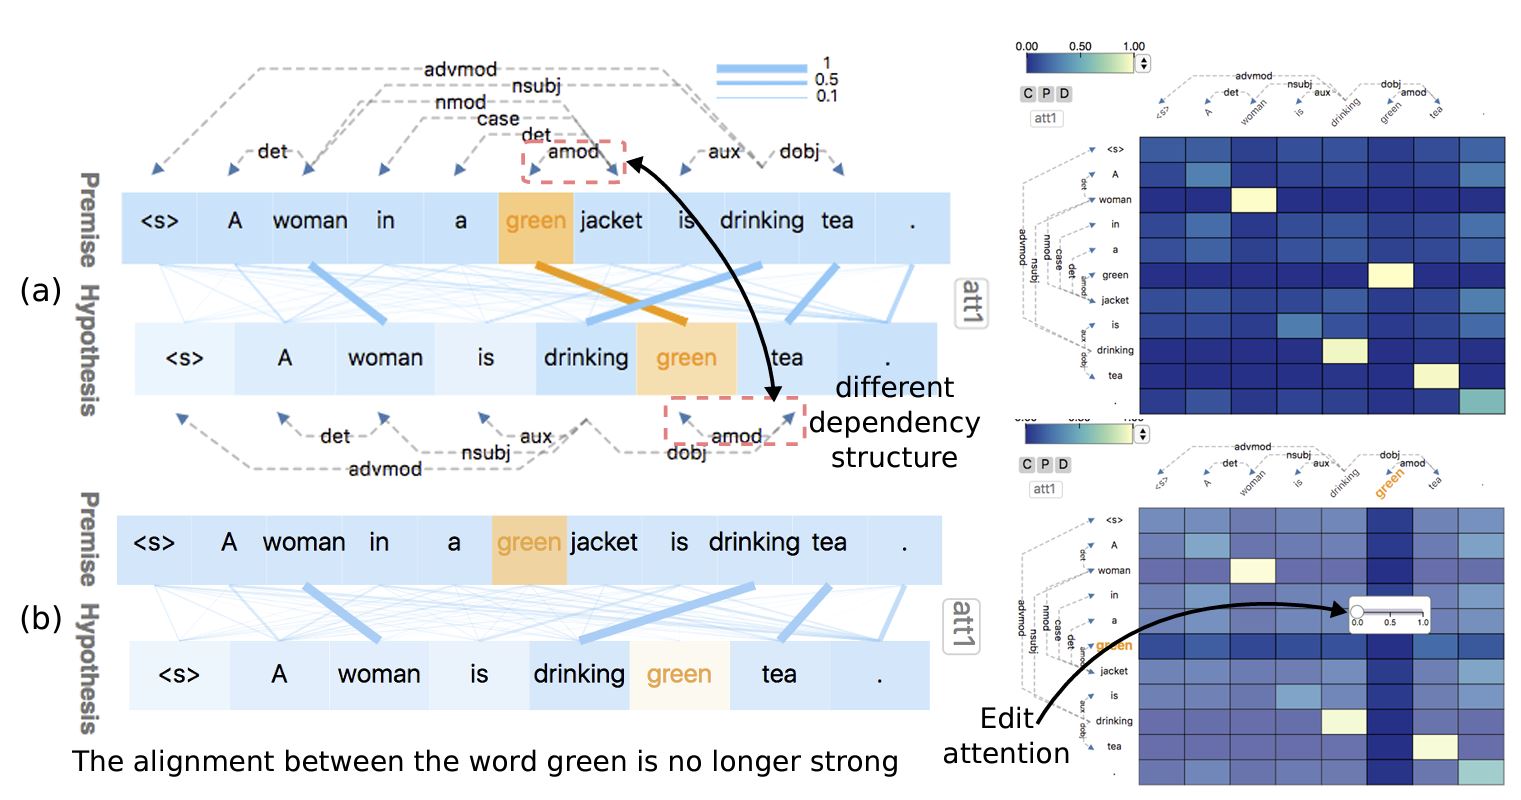 advmod
nsubj
nmod
case
det
det
amod
aux
dobj
1
0.5
0.1
(a)
Premise
<s> A woman in a green jacket is drinking tea .
Hypothesis
<s> A woman is drinking green tea .
att1
det
aux
amod
nsubj
dobj
advmod
different
dependency
structure
0.00 0.50 1.00
C P D
att1
advmod
nsubj
dobj
det
aux
amod
<s> A woman is drinking green tea .
<s>
A
woman
in
a
green
jacket
is
drinking
tea
.
det
advmod
nsubj
nmod
case
det
amod
aux
dobj
(b)
Premise
<s> A woman in a green jacket is drinking tea .
Hypothesis
<s> A woman is drinking green tea .
att1
The alignment between the word green is no longer strong
C P D
att1
advmod
nsubj
dobj
det
aux
amod
<s> A woman is drinking green tea .
<s>
A
woman
in
a
green
jacket
is
drinking
tea
.
det
advmod
nsubj
nmod
case
det
amod
aux
dobj
0.0 0.5 1.0
Edit
attention